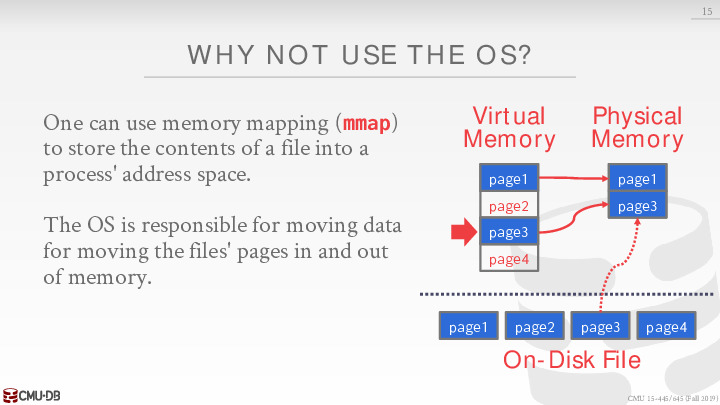 15
WHY NOT USE THE OS?
One can use memory mapping (mmap)
to store the contents of a file into a
process' address space.
The OS is responsible for moving data
for moving the files' pages in and out
of memory.
Virtual
Memory
Physical
Memory
page1
page2
page3
page4
page1
page3
page1
page2
page3
page4
On-Disk File
CMU·DB
CMU 15-445/645 (Fall 2019)